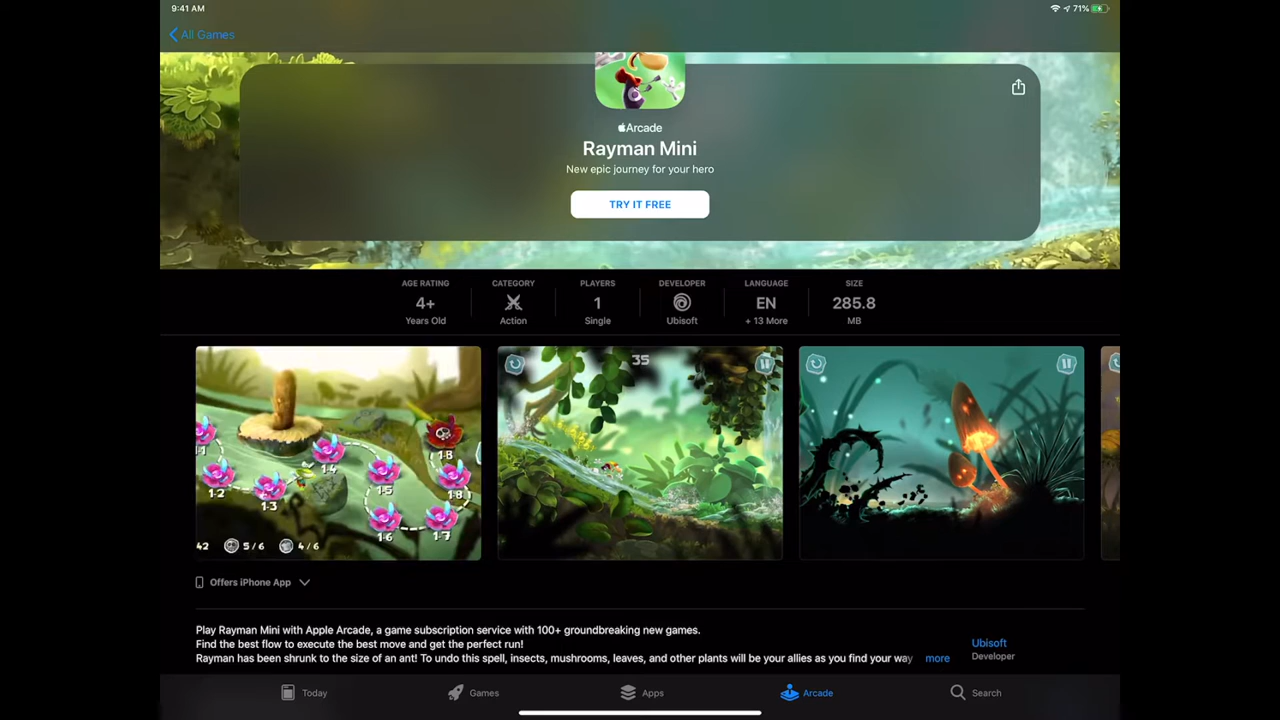 9:41 AM
71%
All Games
Arcade
Rayman Mini
New epic journey for your hero
TRY IT FREE
AGE RATING
4+
Years Old
CATEGORY
Action
PLAYERS
1
Single
DEVELOPER
Ubisoft
LANGUAGE
EN
+ 13 More
SIZE
285.8
MB
1-1
1-2
1-3
1-4
1-5
1-6
1-7
1-8
1-8
42
5/6
4/6
35
Offers iPhone App
Play Rayman Mini with Apple Arcade, a game subscription service with 100+ groundbreaking new games.
Find the best flow to execute the best move and get the perfect run!
Rayman has been shrunk to the size of an ant! To undo this spell, insects, mushrooms, leaves, and other plants will be your allies as you find your way more
Ubisoft
Developer
Today
Games
Apps
Arcade
Search